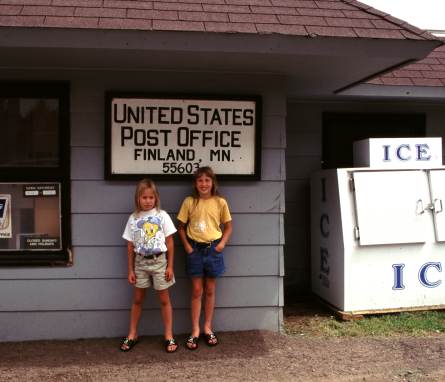 UNITED STATES
POST OFFICE
FINLAND, MN.
55603
ICE
ICE
ICE